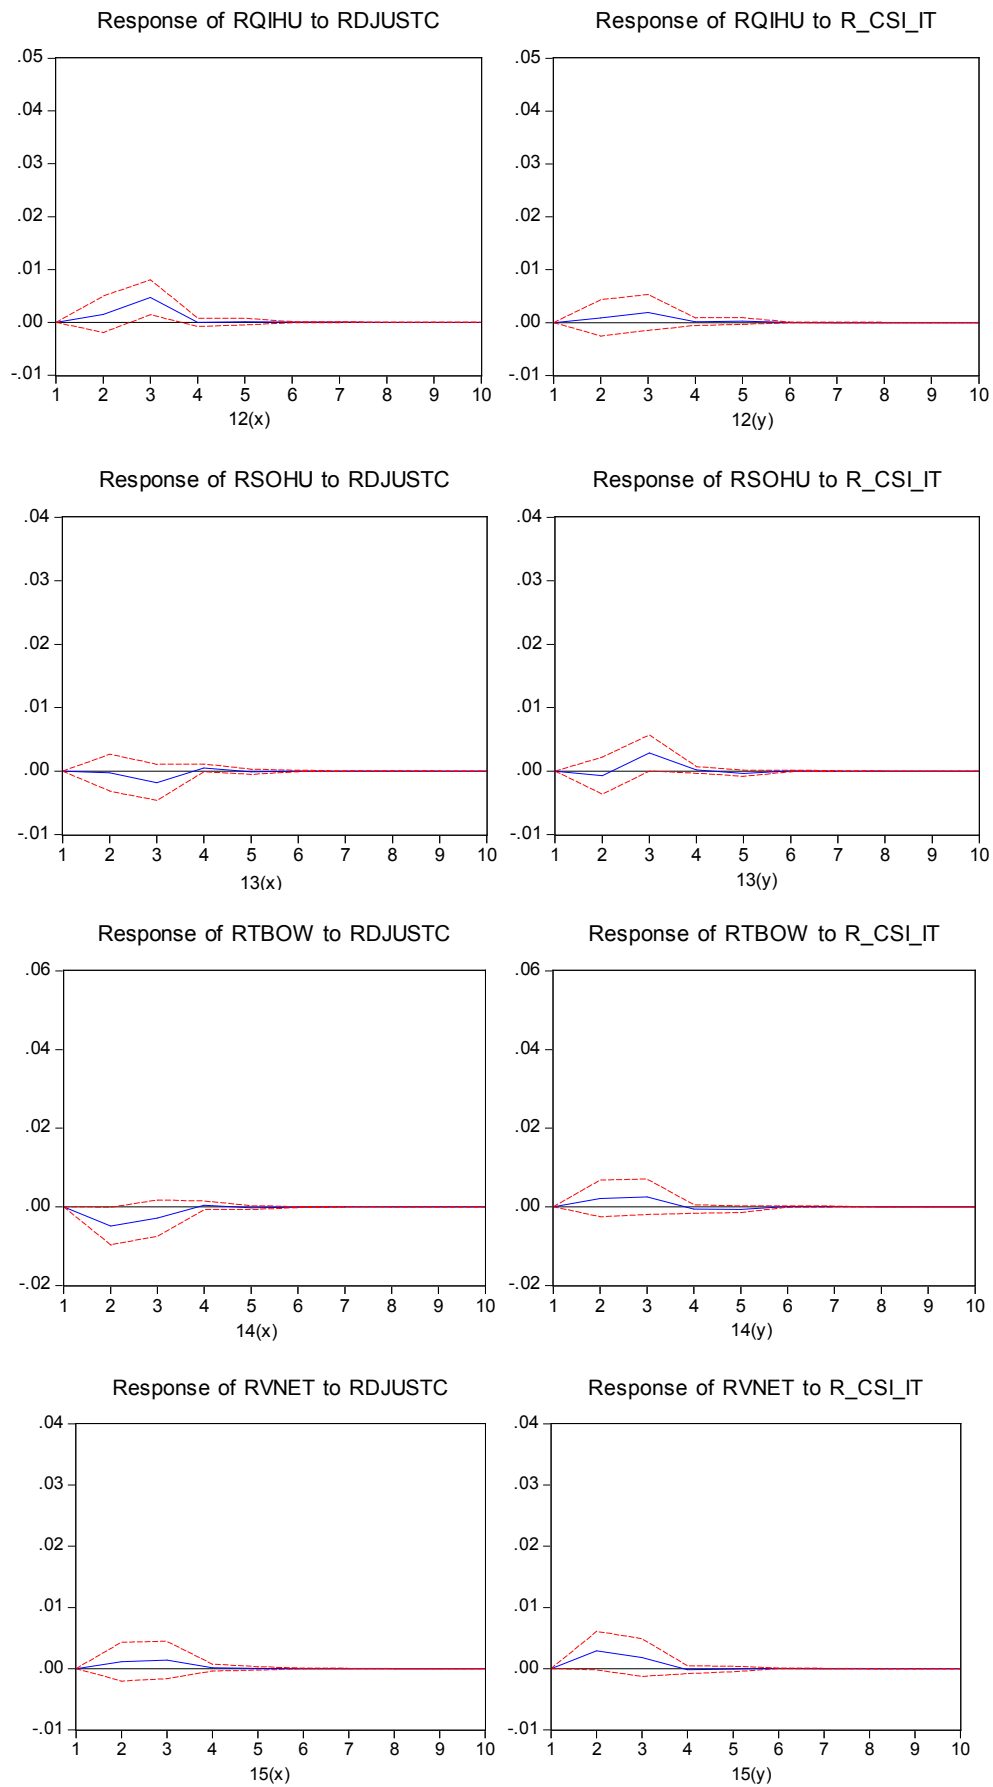 Response of RQIHU to RDJUSTC
.05
.04
.03
.02
.01
.00
-.01
1 2 3 4 5 6 7 8 9 10
12(x)
Response of RQIHU to R_CSI_IT
.05
.04
.03
.02
.01
.00
-.01
1 2 3 4 5 6 7 8 9 10
12(y)
Response of RSOHU to RDJUSTC
.04
.03
.02
.01
.00
-.01
1 2 3 4 5 6 7 8 9 10
13(x)
Response of RSOHU to R_CSI_IT
.04
.03
.02
.01
.00
-.01
1 2 3 4 5 6 7 8 9 10
13(y)
Response of RTBOW to RDJUSTC
.06
.04
.02
.00
-.02
1 2 3 4 5 6 7 8 9 10
14(x)
Response of RTBOW to R_CSI_IT
.06
.04
.02
.00
-.02
1 2 3 4 5 6 7 8 9 10
14(y)
Response of RVNET to RDJUSTC
.04
.03
.02
.01
.00
-.01
1 2 3 4 5 6 7 8 9 10
15(x)
Response of RVNET to R_CSI_IT
.04
.03
.02
.01
.00
-.01
1 2 3 4 5 6 7 8 9 10
15(y)